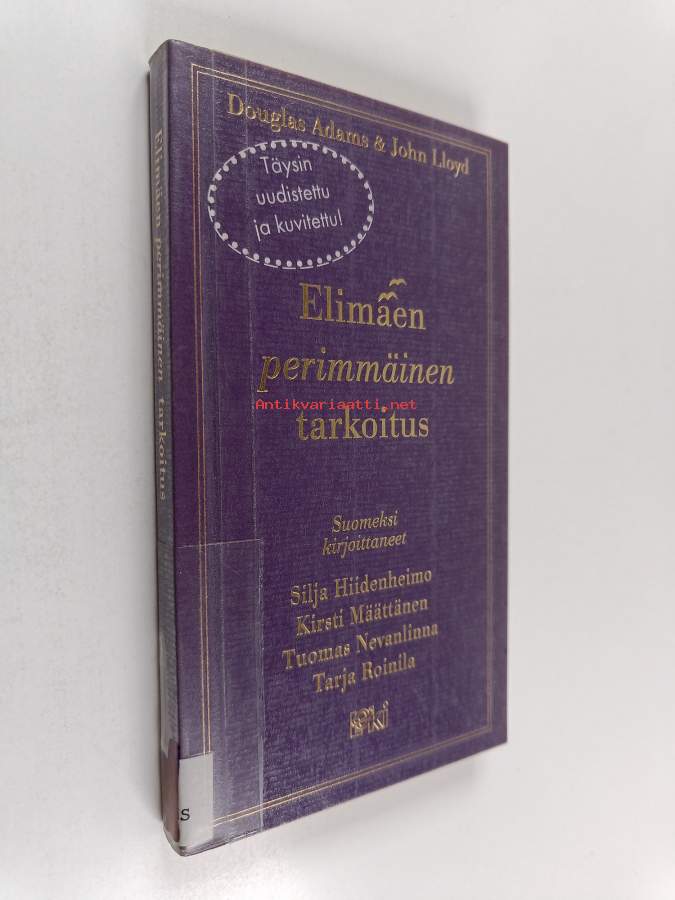 Douglas Adams & John Lloyd
Täysin
uudistettu
ja kuvitettu!
Elimäen
perimmäinen
Antikvariaatti.net
tarkoitus
Suomeksi
kirjoittaneet
Silja Hiidenheimo
Kirsti Määttänen
Tuomas Nevanlinna
Tarja Roinila
loki
Elimäen perimmäinen tarkoitus
S